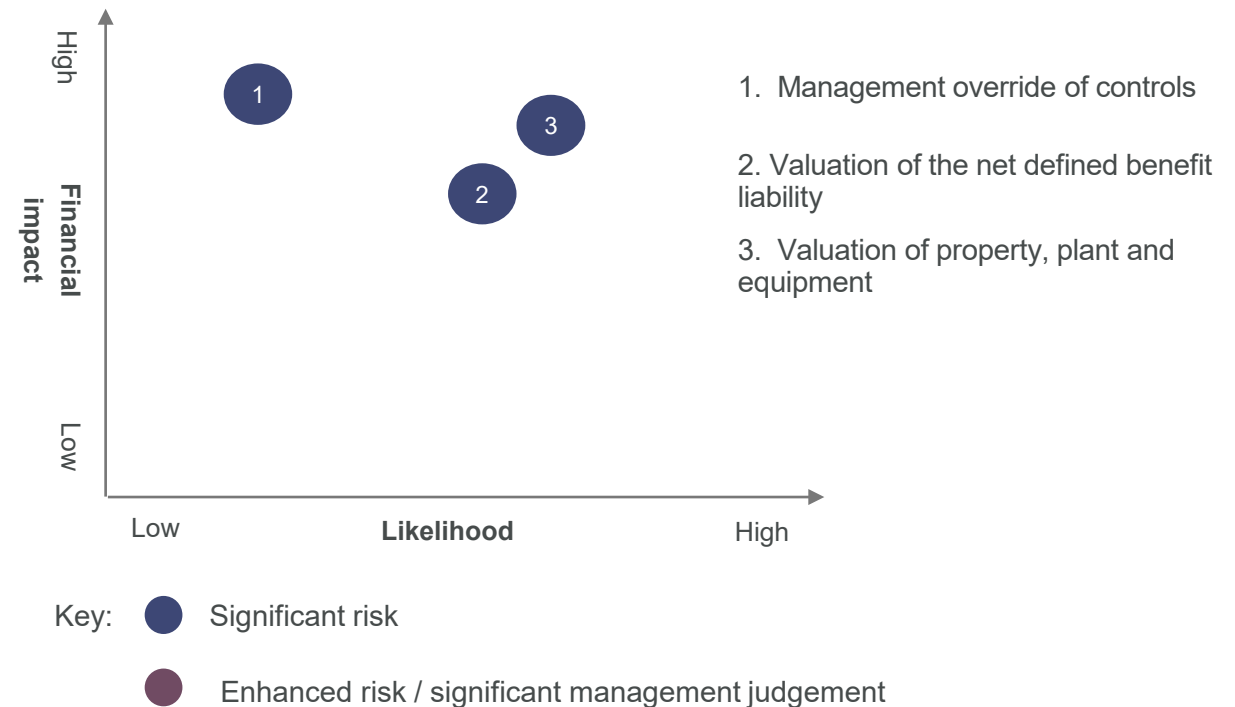 High
1
3
2
Financial
impact
Low
Low
Likelihood
High
1. Management override of controls
2. Valuation of the net defined benefit
liability
3. Valuation of property, plant and
equipment
Key:
Significant risk
Enhanced risk / significant management judgement